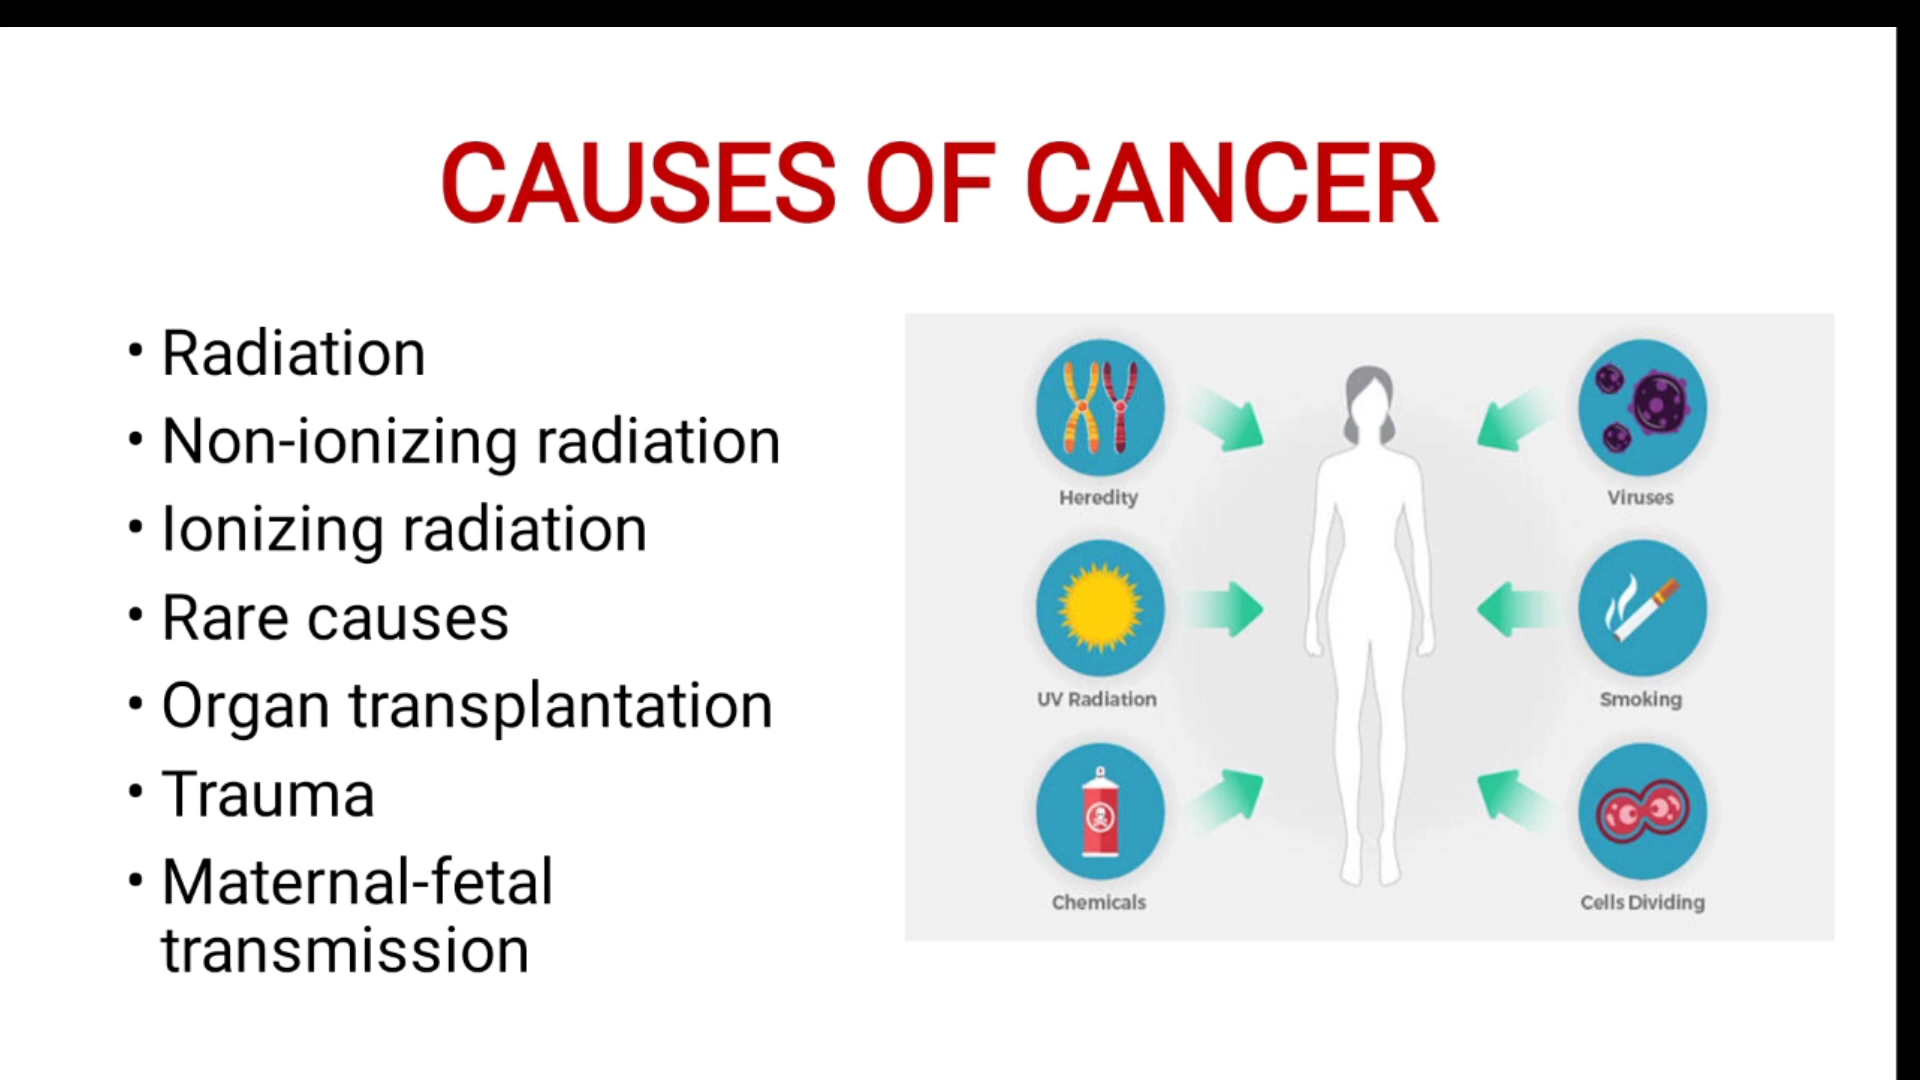 CAUSES OF CANCER
• Radiation
• Non-ionizing radiation
• Ionizing radiation
• Rare causes
• Organ transplantation
• Trauma
• Maternal-fetal
transmission
Heredity
Viruses
UV Radiation
Smoking
Chemicals
Cells Dividing